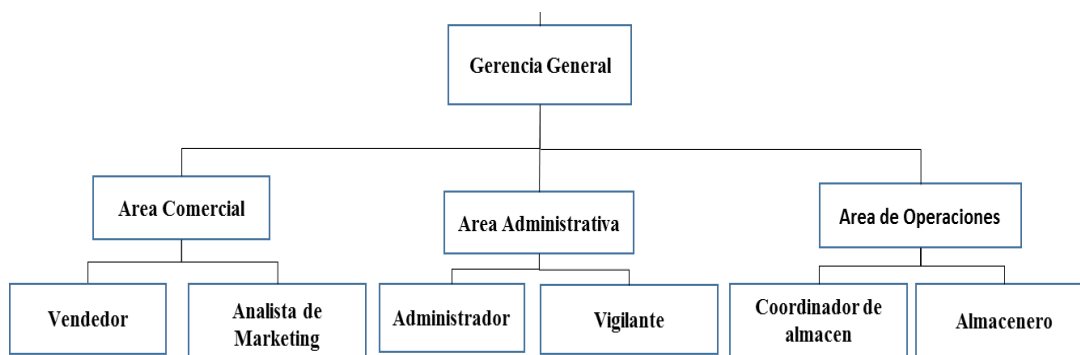 Gerencia General
Area Comercial
Area Administrativa
Area de Operaciones
Vendedor
Analista de
Marketing
Administrador
Vigilante
Coordinador de
almacen
Almacenero